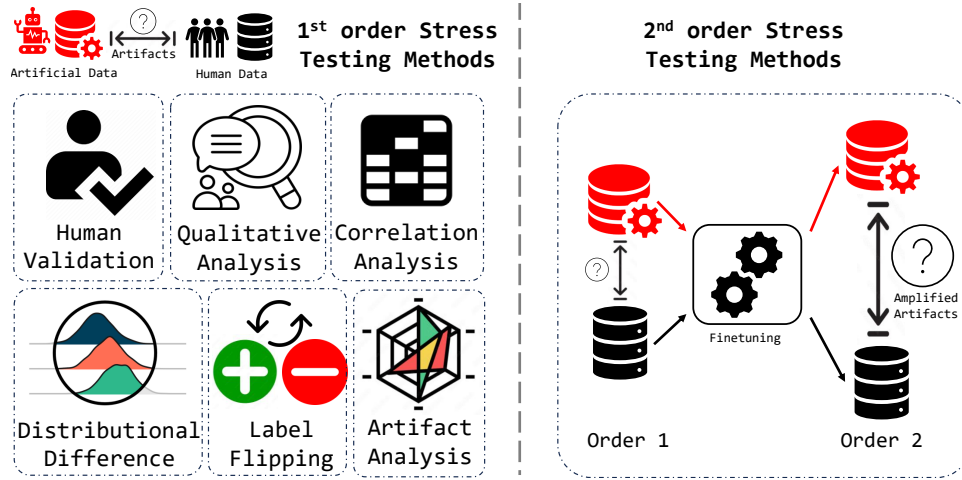 ?
Artifacts
Artificial Data
Human Data
1st order Stress
Testing Methods
Human
Validation
Qualitative
Analysis
Correlation
Analysis
Distributional
Difference
Label
Flipping
Artifact
Analysis
2nd order Stress
Testing Methods
?
Finetuning
?
Amplified
Artifacts
Order 1
Order 2